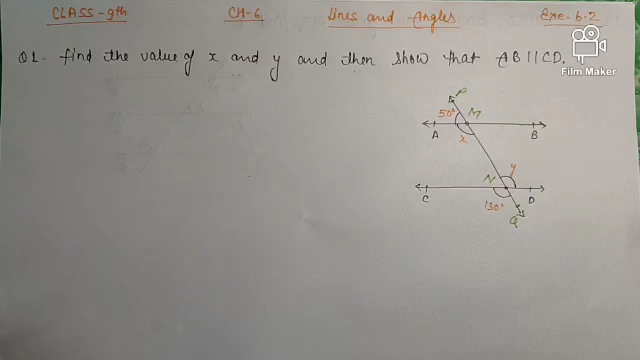 CLASS-9th CH-6 Lines and Angles Exe-6.2
Q1. find the value of x and y and then show that AB||CD.
Film Maker
P
50° M
A x B
N y
C 130° D
Q